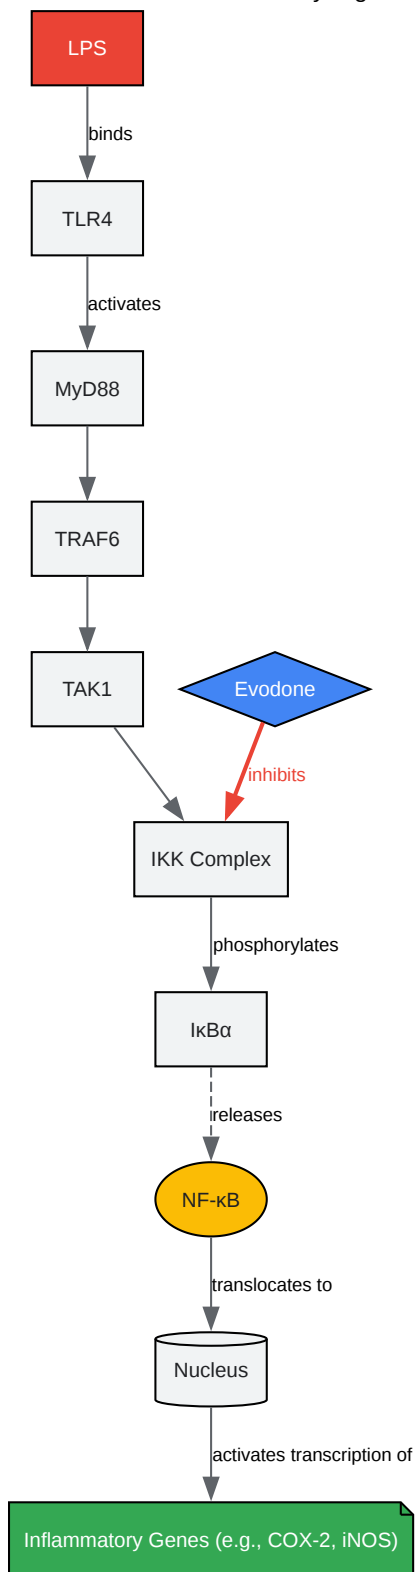 LPS
binds
TLR4
activates
MyD88
TRAF6
TAK1
Evodone
inhibits
IKK Complex
phosphorylates
IκBα
releases
NF-κB
translocates to
Nucleus
activates transcription of
Inflammatory Genes (e.g., COX-2, iNOS)